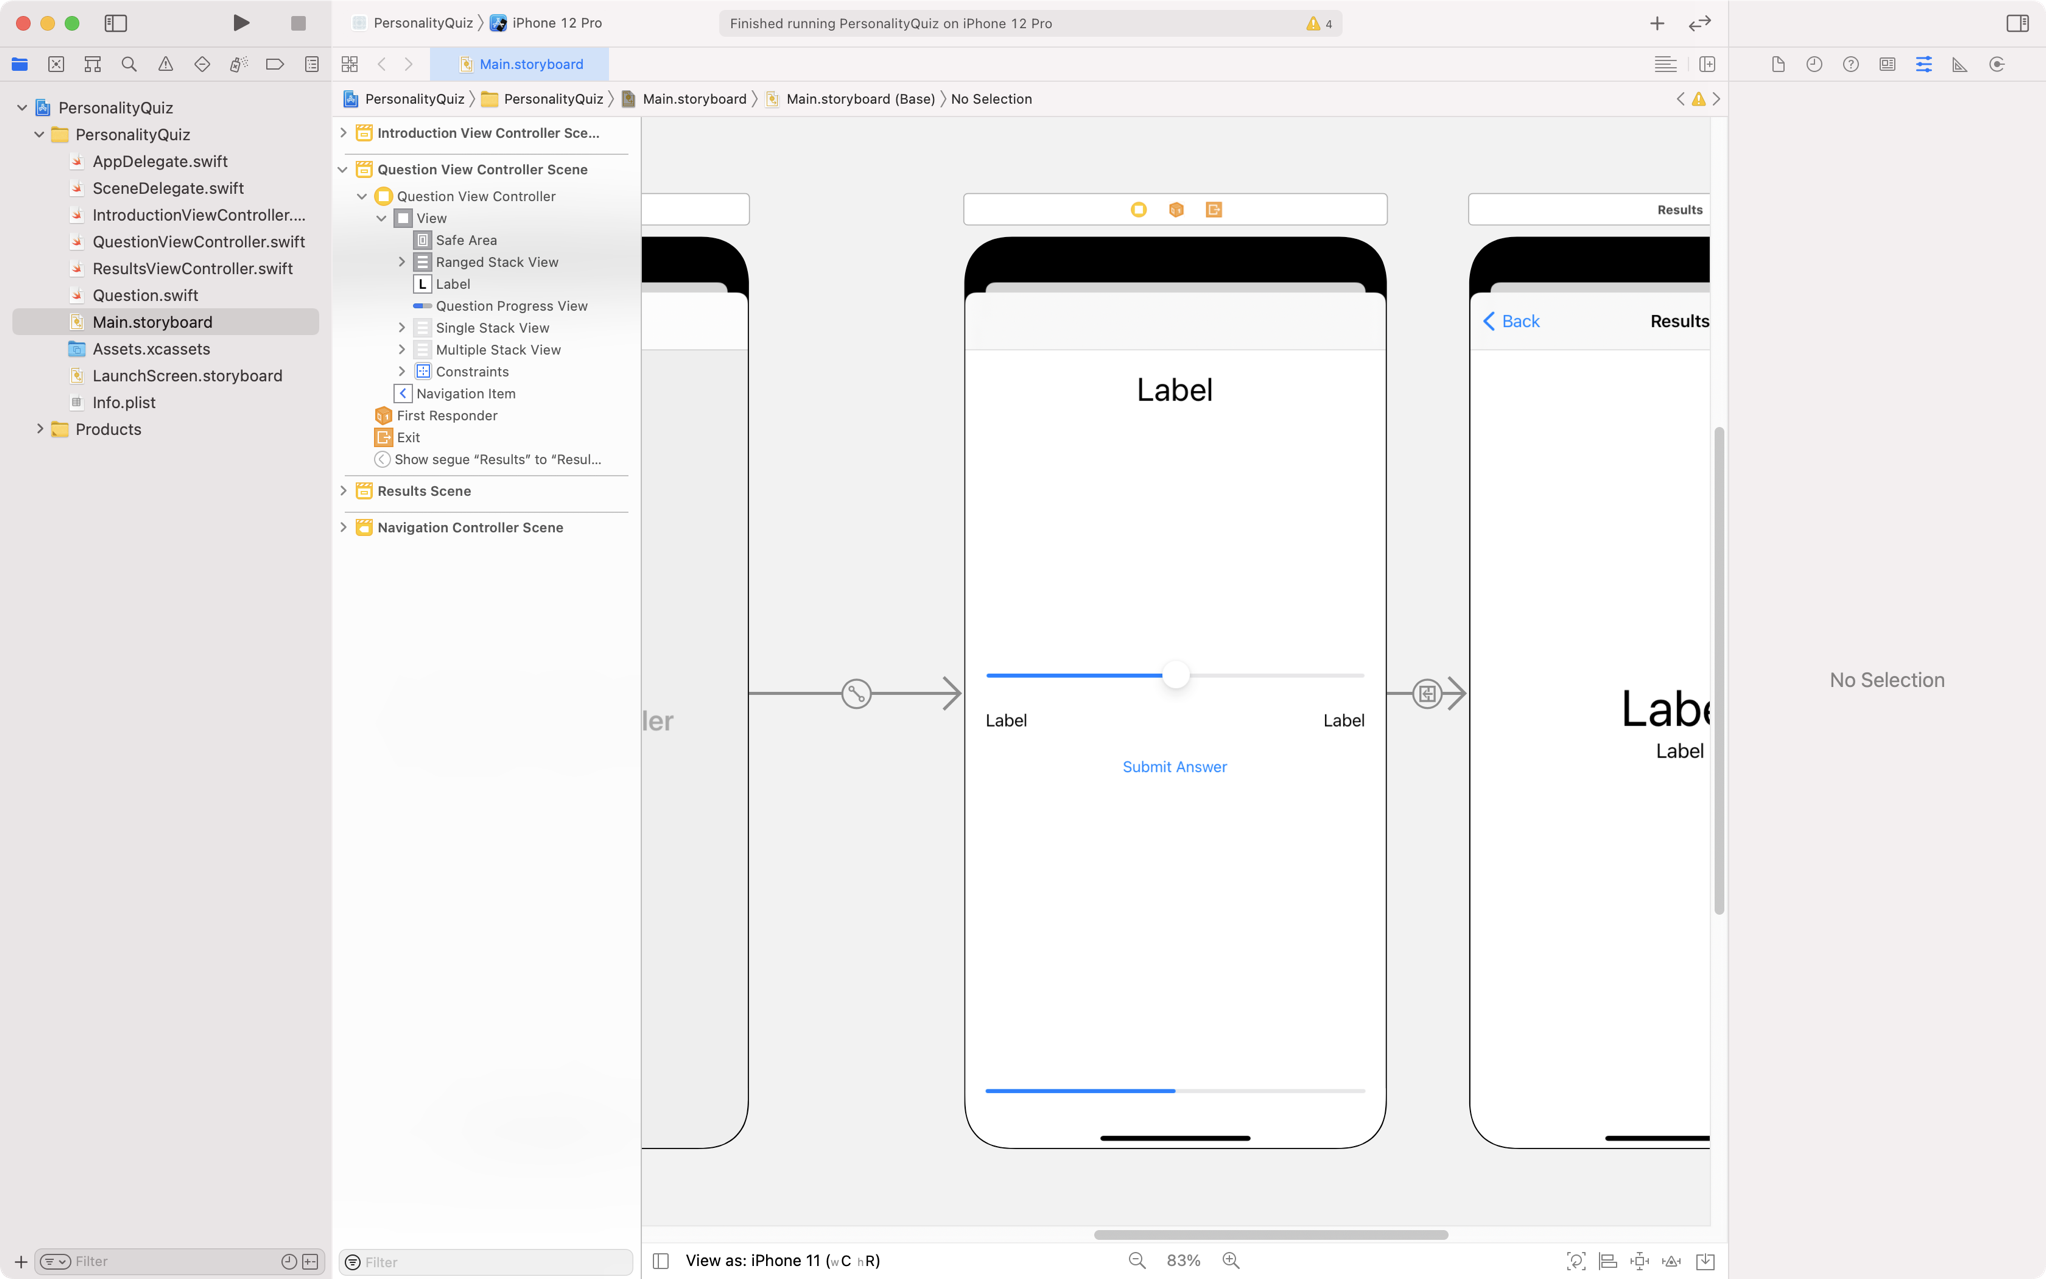 PersonalityQuiz
iPhone 12 Pro
Finished running PersonalityQuiz on iPhone 12 Pro
4
Main.storyboard
PersonalityQuiz
PersonalityQuiz
Main.storyboard
Main.storyboard (Base)
No Selection
PersonalityQuiz
PersonalityQuiz
AppDelegate.swift
SceneDelegate.swift
IntroductionViewController....
QuestionViewController.swift
ResultsViewController.swift
Question.swift
Main.storyboard
Assets.xcassets
LaunchScreen.storyboard
Info.plist
Products
Introduction View Controller Sce...
Question View Controller Scene
Question View Controller
View
Safe Area
Ranged Stack View
L Label
Question Progress View
Single Stack View
Multiple Stack View
Constraints
Navigation Item
First Responder
Exit
Show segue “Results” to “Resul...
Results Scene
Navigation Controller Scene
ler
Label
Label
Label
Submit Answer
Results
Back
Results
Labe
Label
No Selection
Filter
Filter
View as: iPhone 11 (wC hR)
83%